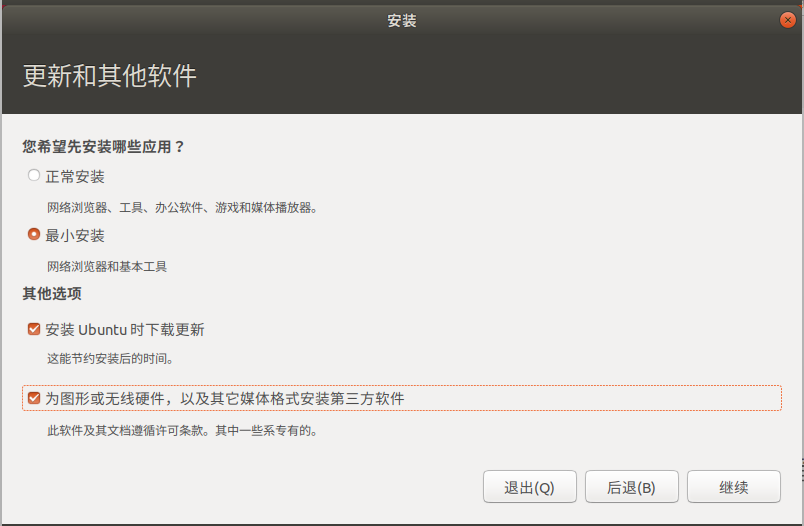 安装
更新和其他软件
您希望先安装哪些应用？
正常安装
网络浏览器、工具、办公软件、游戏和媒体播放器。
最小安装
网络浏览器和基本工具
其他选项
安装 Ubuntu 时下载更新
这能节约安装后的时间。
为图形或无线硬件，以及其它媒体格式安装第三方软件
此软件及其文档遵循许可条款。其中一些系专有的。
退出(Q)
后退(B)
继续